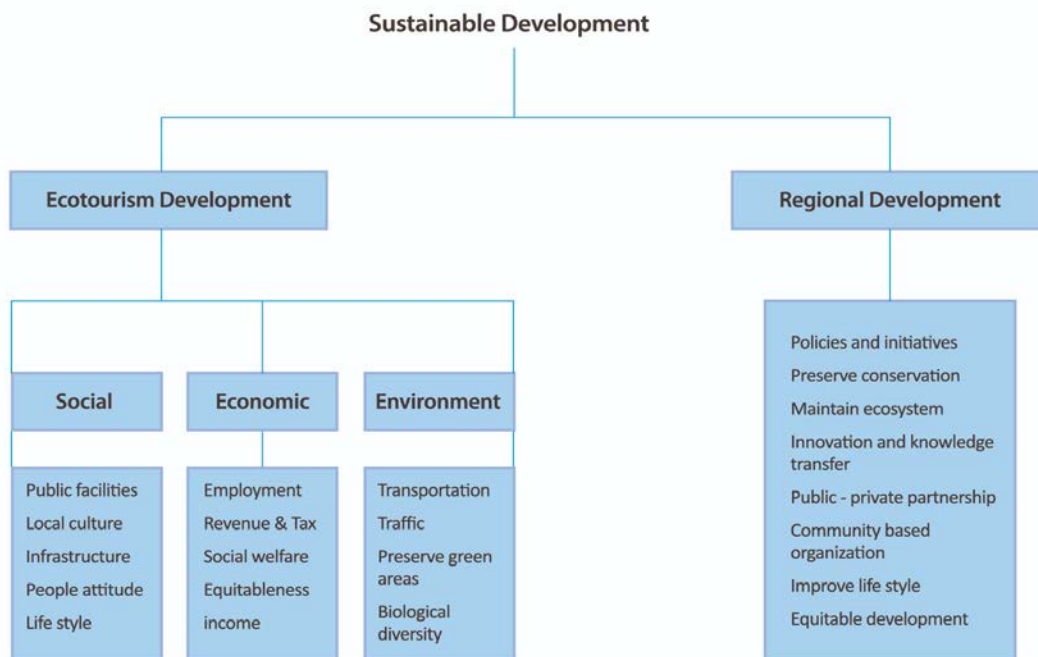 Sustainable Development
Ecotourism Development
Regional Development
Social
Economic
Environment
Public facilities
Local culture
Infrastructure
People attitude
Life style
Employment
Revenue & Tax
Social welfare
Equitableness
income
Transportation
Traffic
Preserve green
areas
Biological
diversity
Policies and initiatives
Preserve conservation
Maintain ecosystem
Innovation and knowledge
transfer
Public - private partnership
Community based
organization
Improve life style
Equitable development